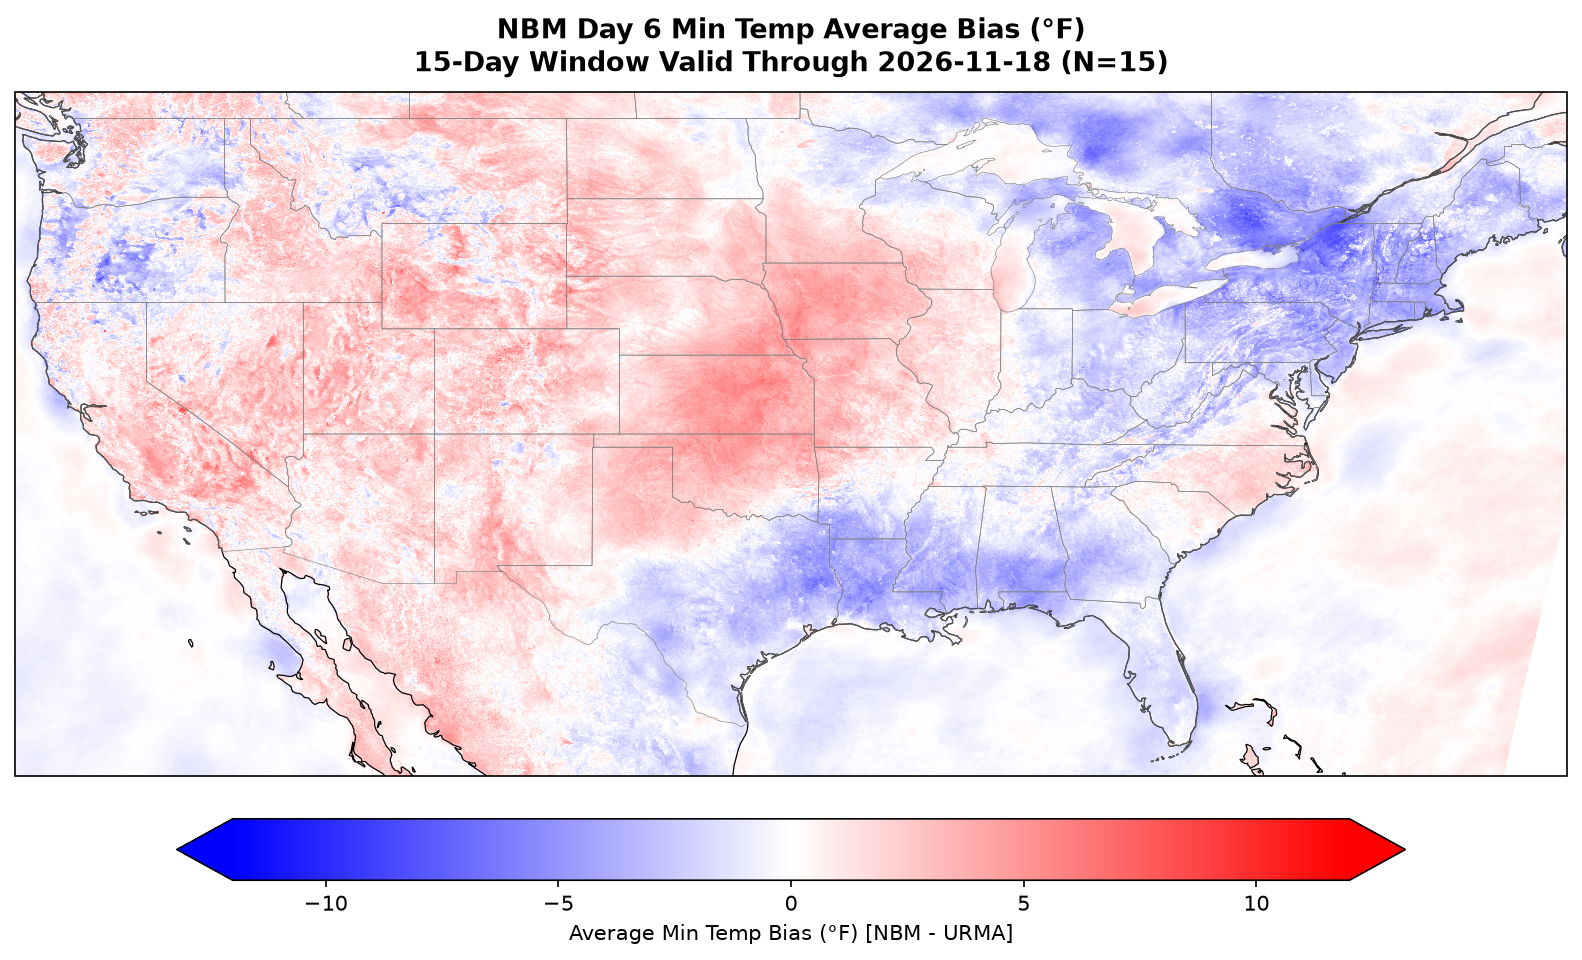 NBM Day 6 Min Temp Average Bias (°F)
15-Day Window Valid Through 2026-11-18 (N=15)
−10 −5 0 5 10
Average Min Temp Bias (°F) [NBM - URMA]